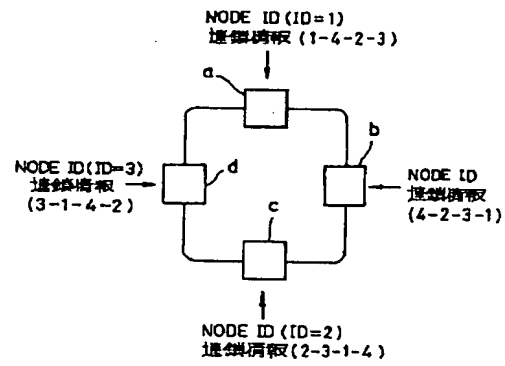 NODE ID (ID=1)
連鎖情報 (1-4-2-3)
a
b
NODE ID (ID=3)
連鎖情報
(3-1-4-2)
d
NODE ID
連鎖情報
(4-2-3-1)
c
NODE ID (ID=2)
連鎖情報 (2-3-1-4)